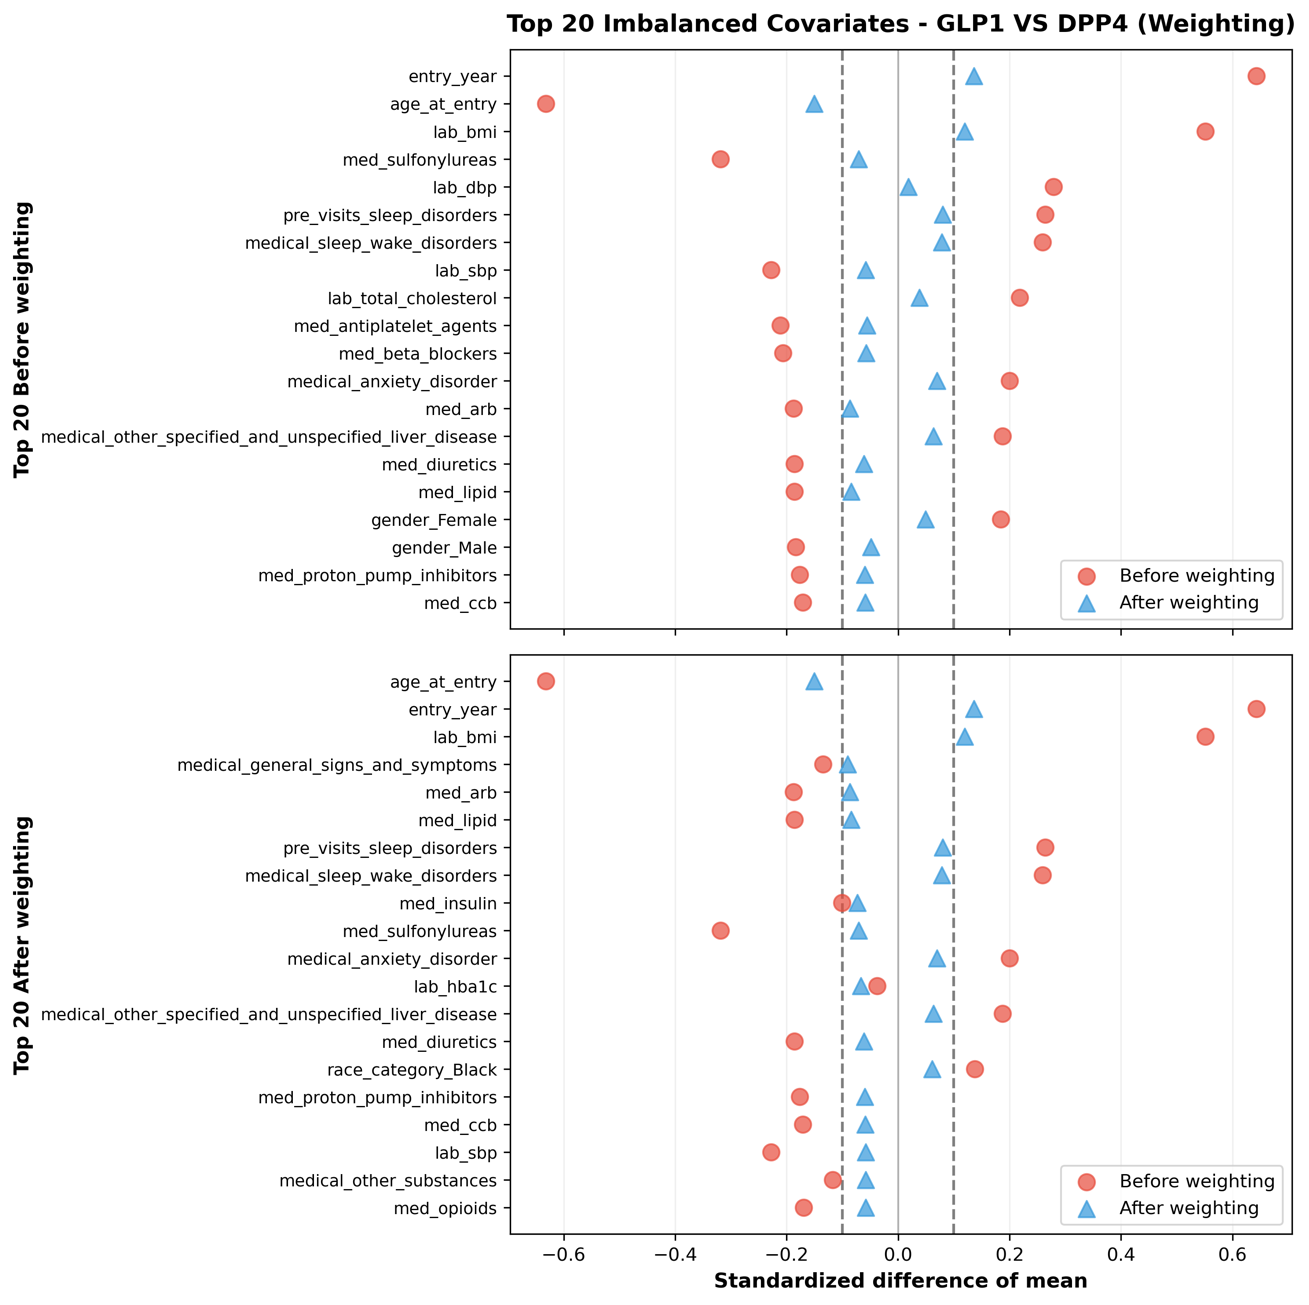 Top 20 Imbalanced Covariates - GLP1 VS DPP4 (Weighting)
Top 20 Before weighting
entry_year
age_at_entry
lab_bmi
med_sulfonylureas
lab_dbp
pre_visits_sleep_disorders
medical_sleep_wake_disorders
lab_sbp
lab_total_cholesterol
med_antiplatelet_agents
med_beta_blockers
medical_anxiety_disorder
med_arb
medical_other_specified_and_unspecified_liver_disease
med_diuretics
med_lipid
gender_Female
gender_Male
med_proton_pump_inhibitors
med_ccb
Before weighting
After weighting
Top 20 After weighting
age_at_entry
entry_year
lab_bmi
medical_general_signs_and_symptoms
med_arb
med_lipid
pre_visits_sleep_disorders
medical_sleep_wake_disorders
med_insulin
med_sulfonylureas
medical_anxiety_disorder
lab_hba1c
medical_other_specified_and_unspecified_liver_disease
med_diuretics
race_category_Black
med_proton_pump_inhibitors
med_ccb
lab_sbp
medical_other_substances
med_opioids
Before weighting
After weighting
−0.6 −0.4 −0.2 0.0 0.2 0.4 0.6
Standardized difference of mean